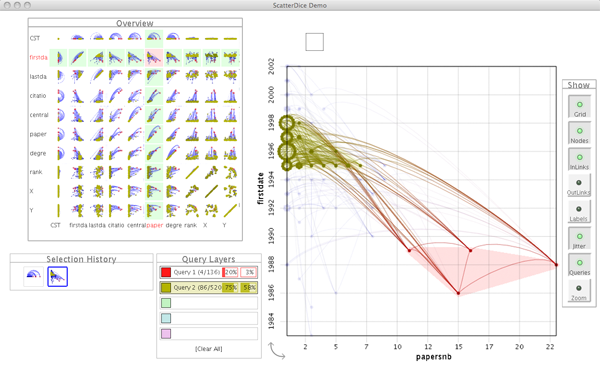 ScatterDice Demo
Overview
CST
firstda
lastda
citatio
central
paper
degre
rank
X
Y
CST firstda lastda citatio central paper degre rank X Y
Selection History
Query Layers
Query 1 (4/136) 20% 3%
Query 2 (86/520 75% 58%
[Clear All]
2002
2000
1998
1996
1994
1992
1990
1988
1986
1984
firstdate
2 5 8 10 12 15 18 20 22
papersnb
Show
Grid
Nodes
InLinks
OutLinks
Labels
Jitter
Queries
Zoom